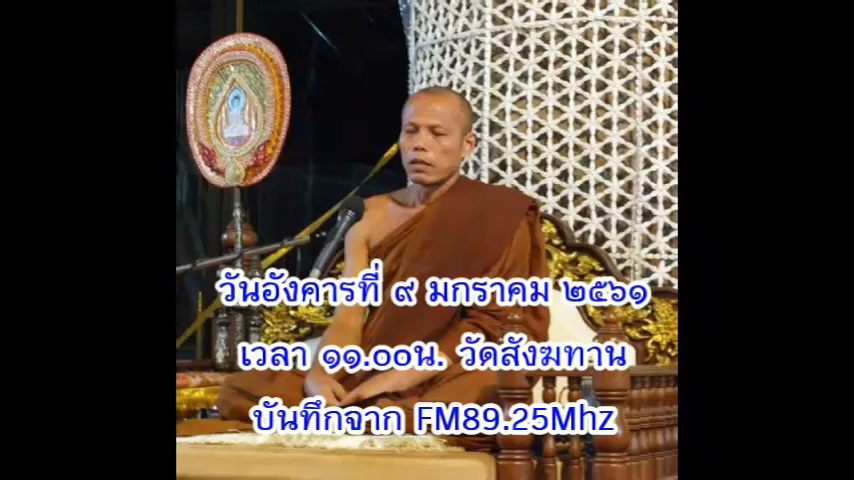 วันอังคารที่ ๙ มกราคม ๒๕๖๑
เวลา ๑๑.๐๐น. วัดสังฆทาน
บันทึกจาก FM89.25Mhz